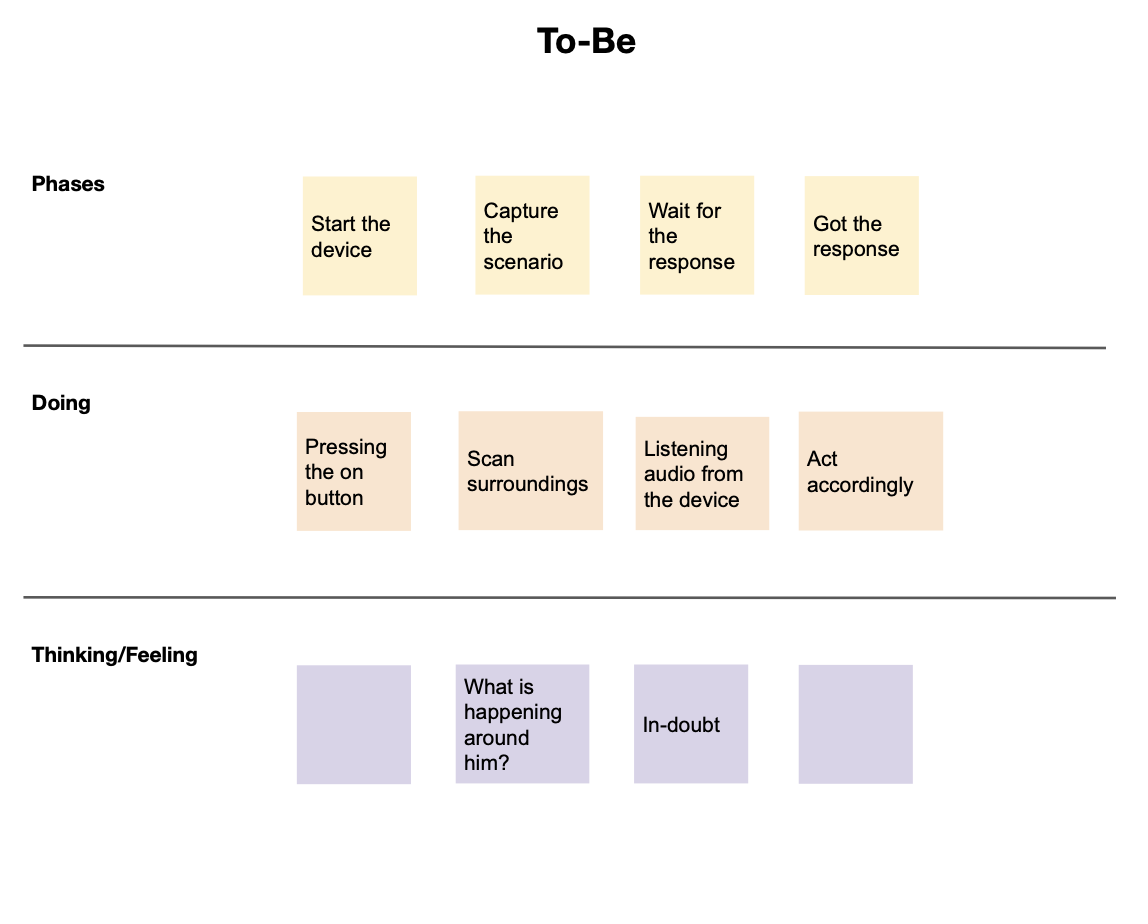 To-Be
Phases
Start the
device
Capture
the
scenario
Wait for
the
response
Got the
response
Doing
Pressing
the on
button
Scan
surroundings
Listening
audio from
the device
Act
accordingly
Thinking/Feeling
What is
happening
around
him?
In-doubt